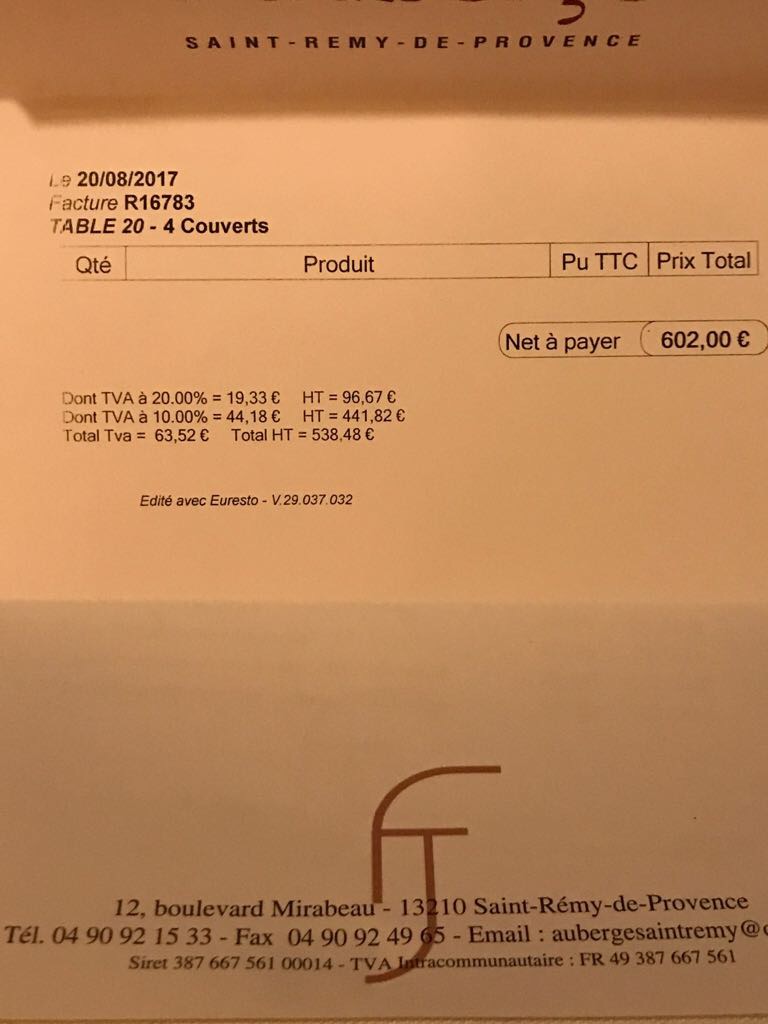 SAINT-REMY-DE-PROVENCE
Le 20/08/2017
Facture R16783
TABLE 20 - 4 Couverts
Qté Produit Pu TTC Prix Total
Net à payer 602,00 €
Dont TVA à 20.00% = 19,33 € HT = 96,67 €
Dont TVA à 10.00% = 44,18 € HT = 441,82 €
Total Tva = 63,52 € Total HT = 538,48 €
Edité avec Euresto - V.29.037.032
FJ
12, boulevard Mirabeau - 13210 Saint-Rémy-de-Provence
Tél. 04 90 92 15 33 - Fax 04 90 92 49 65 - Email : aubergesaintremy@
Siret 387 667 561 00014 - TVA Intracommunautaire : FR 49 387 667 561